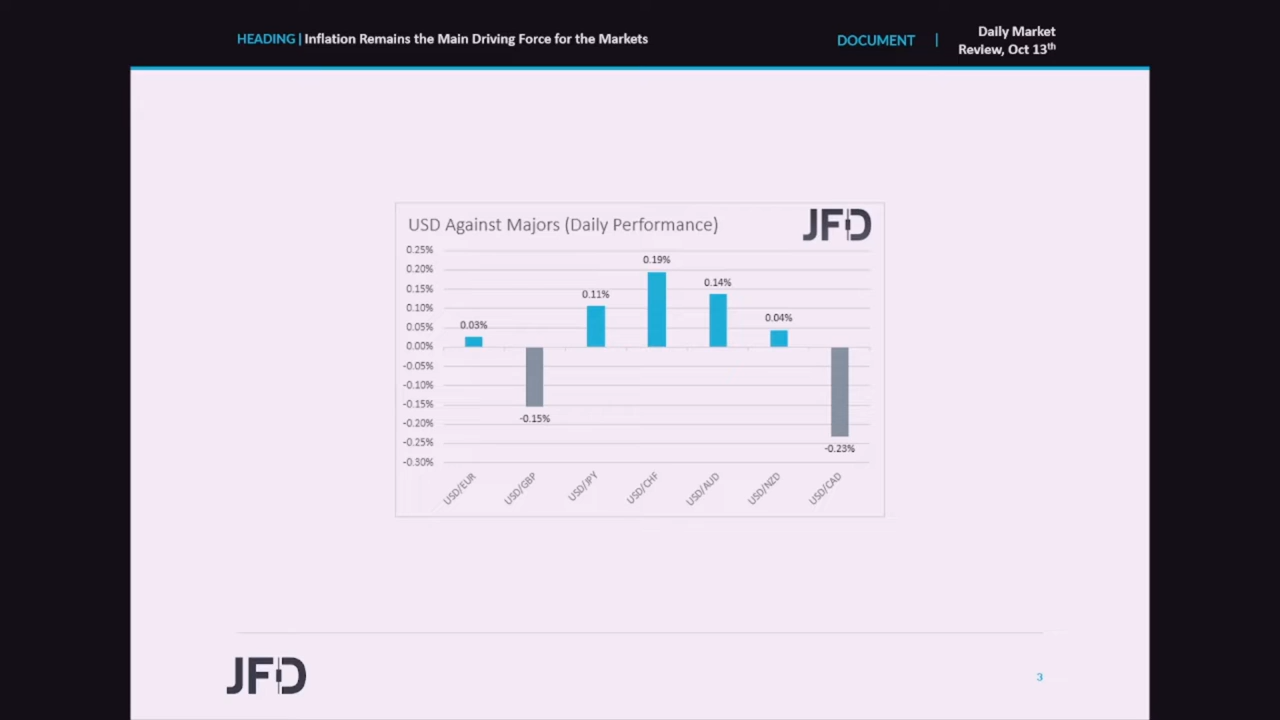 HEADING | Inflation Remains the Main Driving Force for the Markets
DOCUMENT |
Daily Market
Review, Oct 13th
USD Against Majors (Daily Performance)
JFD
0.25%
0.20%
0.15%
0.10%
0.05%
0.00%
-0.05%
-0.10%
-0.15%
-0.20%
-0.25%
-0.30%
0.03%
-0.15%
0.11%
0.19%
0.14%
0.04%
-0.23%
USD/EUR
USD/GBP
USD/JPY
USD/CHF
USD/AUD
USD/NZD
USD/CAD
JFD
3